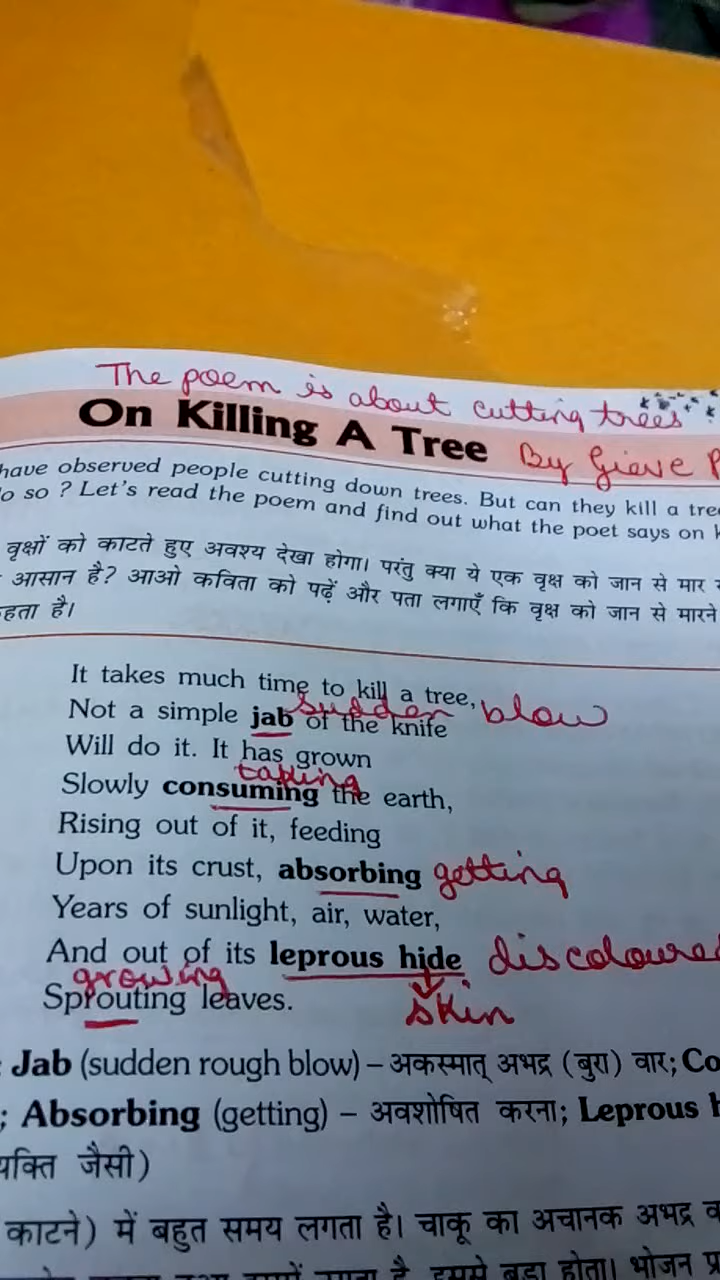 The poem is about cutting trees
On Killing A Tree By Gieve
have observed people cutting down trees. But can they kill a tree
so ? Let's read the poem and find out what the poet says on
वृक्षों को काटते हुए अवश्य देखा होगा। परंतु क्या ये एक वृक्ष को जान से मार
आसान है? आओ कविता को पढ़ें और पता लगाएँ कि वृक्ष को जान से मारने
है।
It takes much time to kill a tree,
sudden blow
Not a simple jab of the knife
Will do it. It has grown
taking
Slowly consuming the earth,
Rising out of it, feeding
Upon its crust, absorbing getting
Years of sunlight, air, water,
And out of its leprous hide discoloured
growing
Sprouting leaves. skin
Jab (sudden rough blow) – अकस्मात् अभद्र (बुरा) वार;
; Absorbing (getting) – अवशोषित करना; Leprous
जैसी)
काटने) में बहुत समय लगता है। चाकू का अचानक अभद्र
इससे बड़ा होता। भोजन